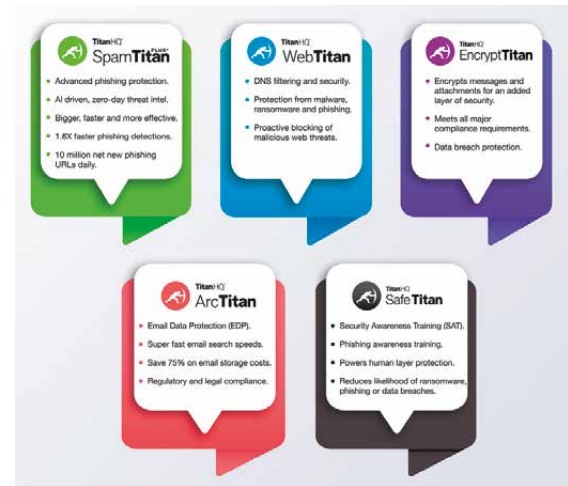 TitanHQ
SpamTitan PLUS+
Advanced phishing protection.
AI driven, zero-day threat intel.
Bigger, faster and more effective.
1.6X faster phishing detections.
10 million net new phishing
URLs daily.
TitanHQ
WebTitan
DNS filtering and security.
Protection from malware,
ransomware and phishing.
Proactive blocking of
malicious web threats.
TitanHQ
EncryptTitan
Encrypts messages and
attachments for an added
layer of security.
Meets all major
compliance requirements.
Data breach protection.
TitanHQ
ArcTitan
Email Data Protection (EDP).
Super fast email search speeds.
Save 75% on email storage costs.
Regulatory and legal compliance.
TitanHQ
SafeTitan
Security Awareness Training (SAT).
Phishing awareness training.
Powers human layer protection.
Reduces likelihood of ransomware,
phishing or data breaches.